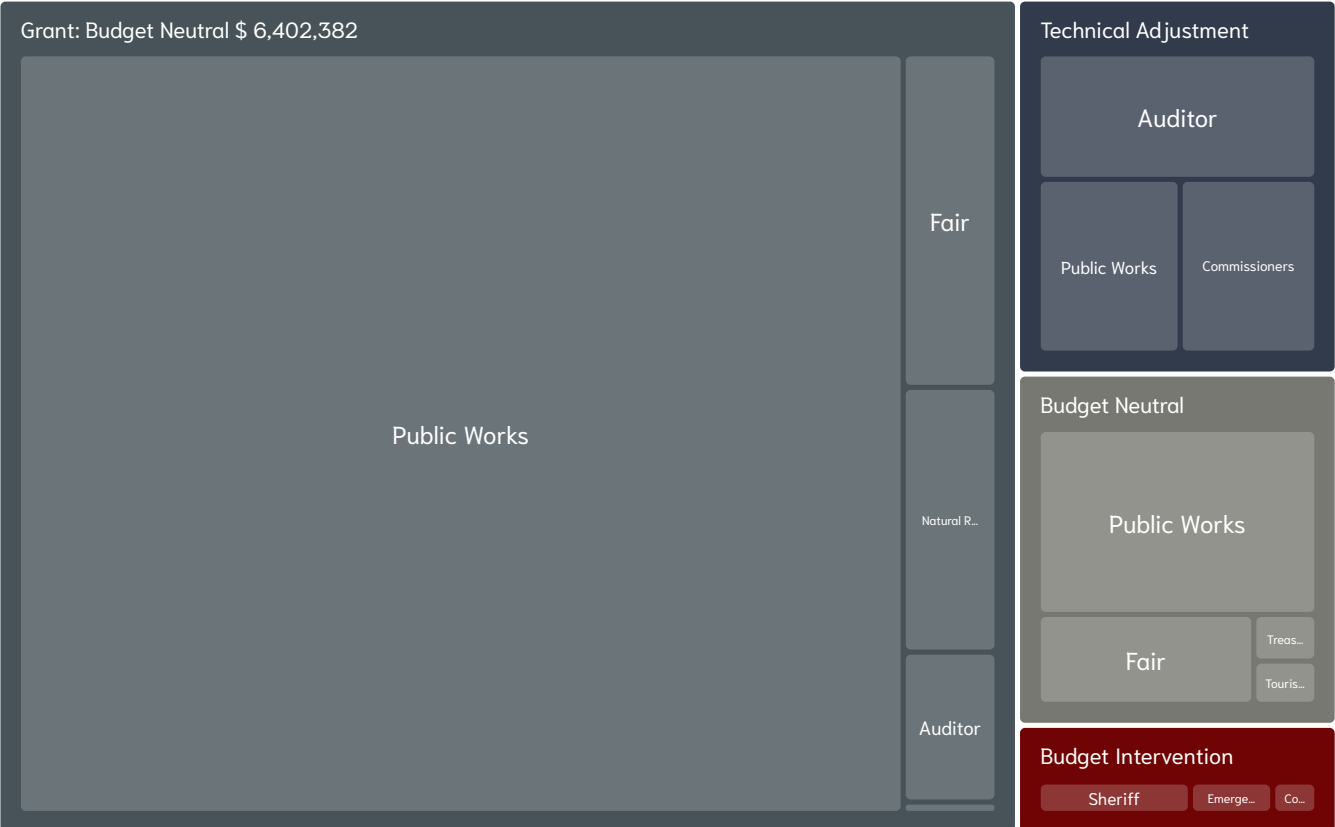 Grant: Budget Neutral $ 6,402,382
Public Works
Fair
Natural R...
Auditor
Technical Adjustment
Auditor
Public Works
Commissioners
Budget Neutral
Public Works
Fair
Treas...
Touris...
Budget Intervention
Sheriff
Emerge...
Co...